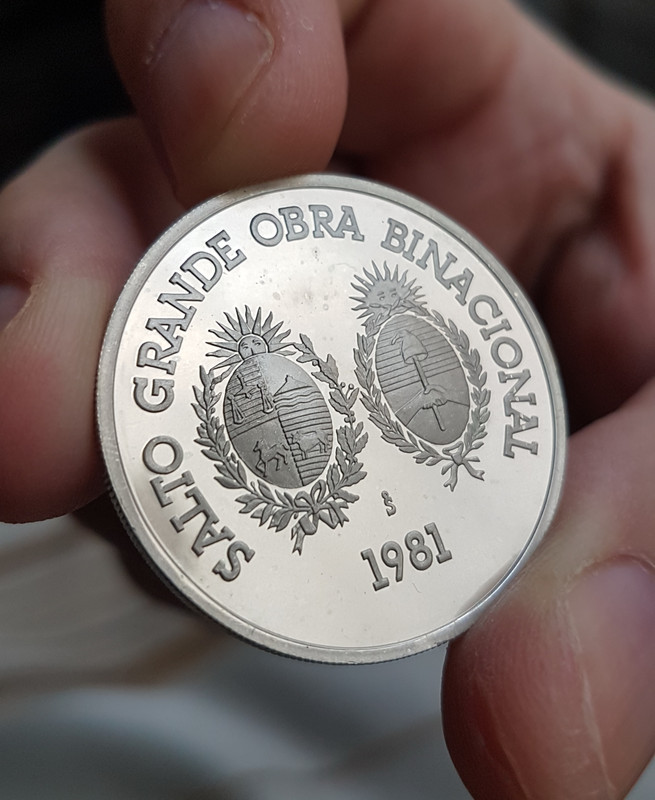 SALTO GRANDE OBRA BINACIONAL
1981